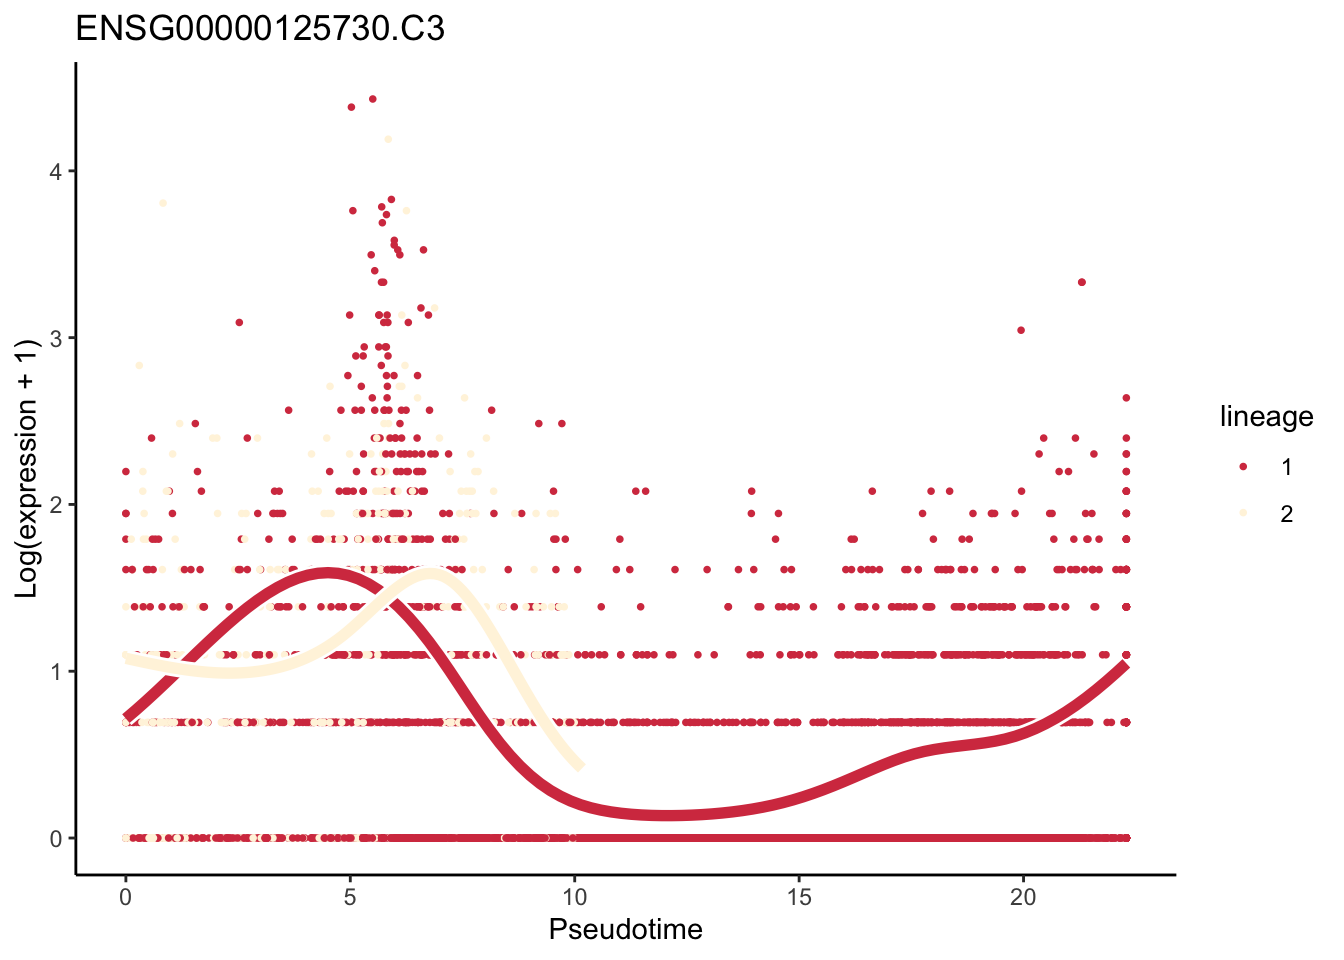 ENSG00000125730.C3
Log(expression + 1)
4
3
2
1
0
0 5 10 15 20
Pseudotime
lineage
1
2